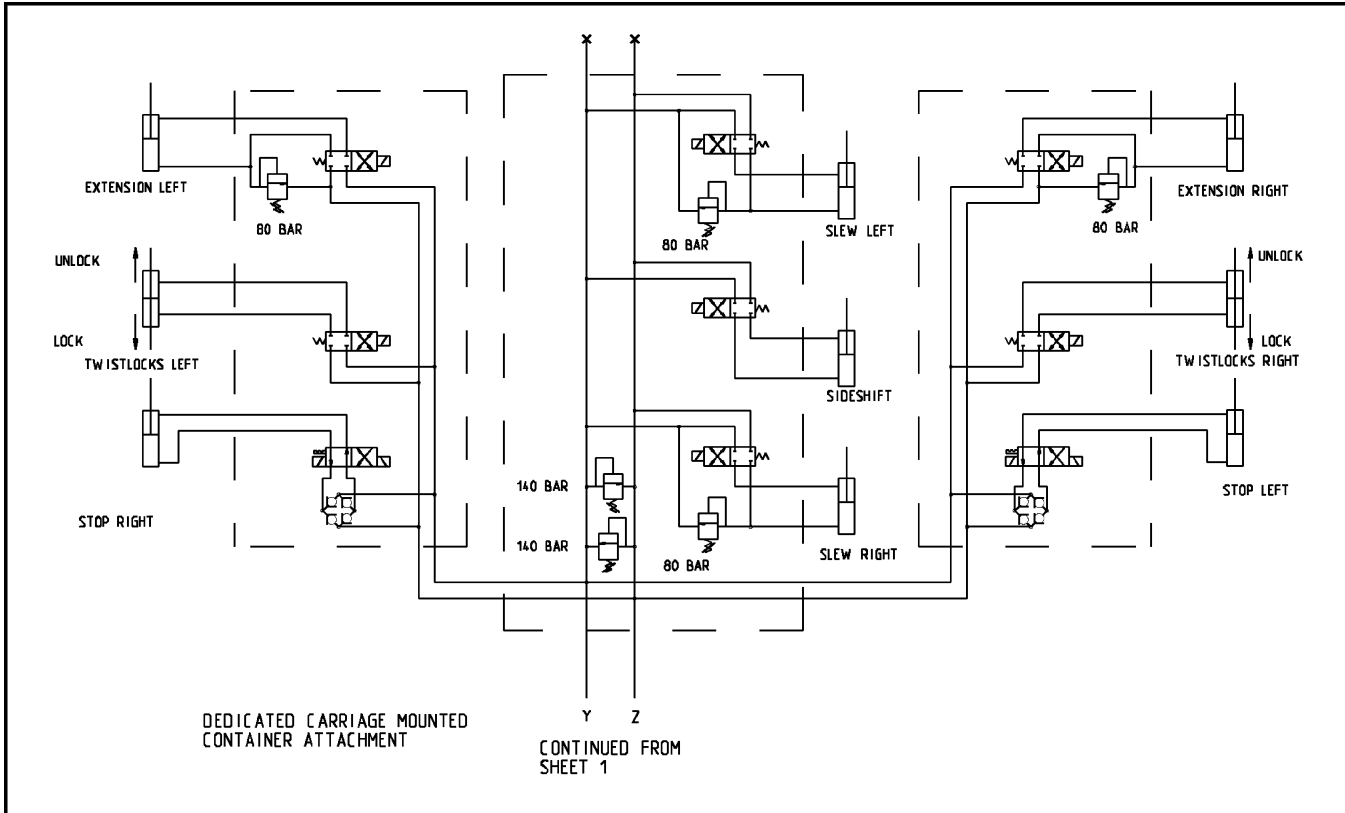 EXTENSION LEFT
80 BAR
UNLOCK
LOCK
TWISTLOCKS LEFT
STOP RIGHT
80 BAR
SLEW LEFT
SIDESHIFT
140 BAR
140 BAR
80 BAR
SLEW RIGHT
EXTENSION RIGHT
80 BAR
UNLOCK
LOCK
TWISTLOCKS RIGHT
STOP LEFT
DEDICATED CARRIAGE MOUNTED
CONTAINER ATTACHMENT
Y Z
CONTINUED FROM
SHEET 1